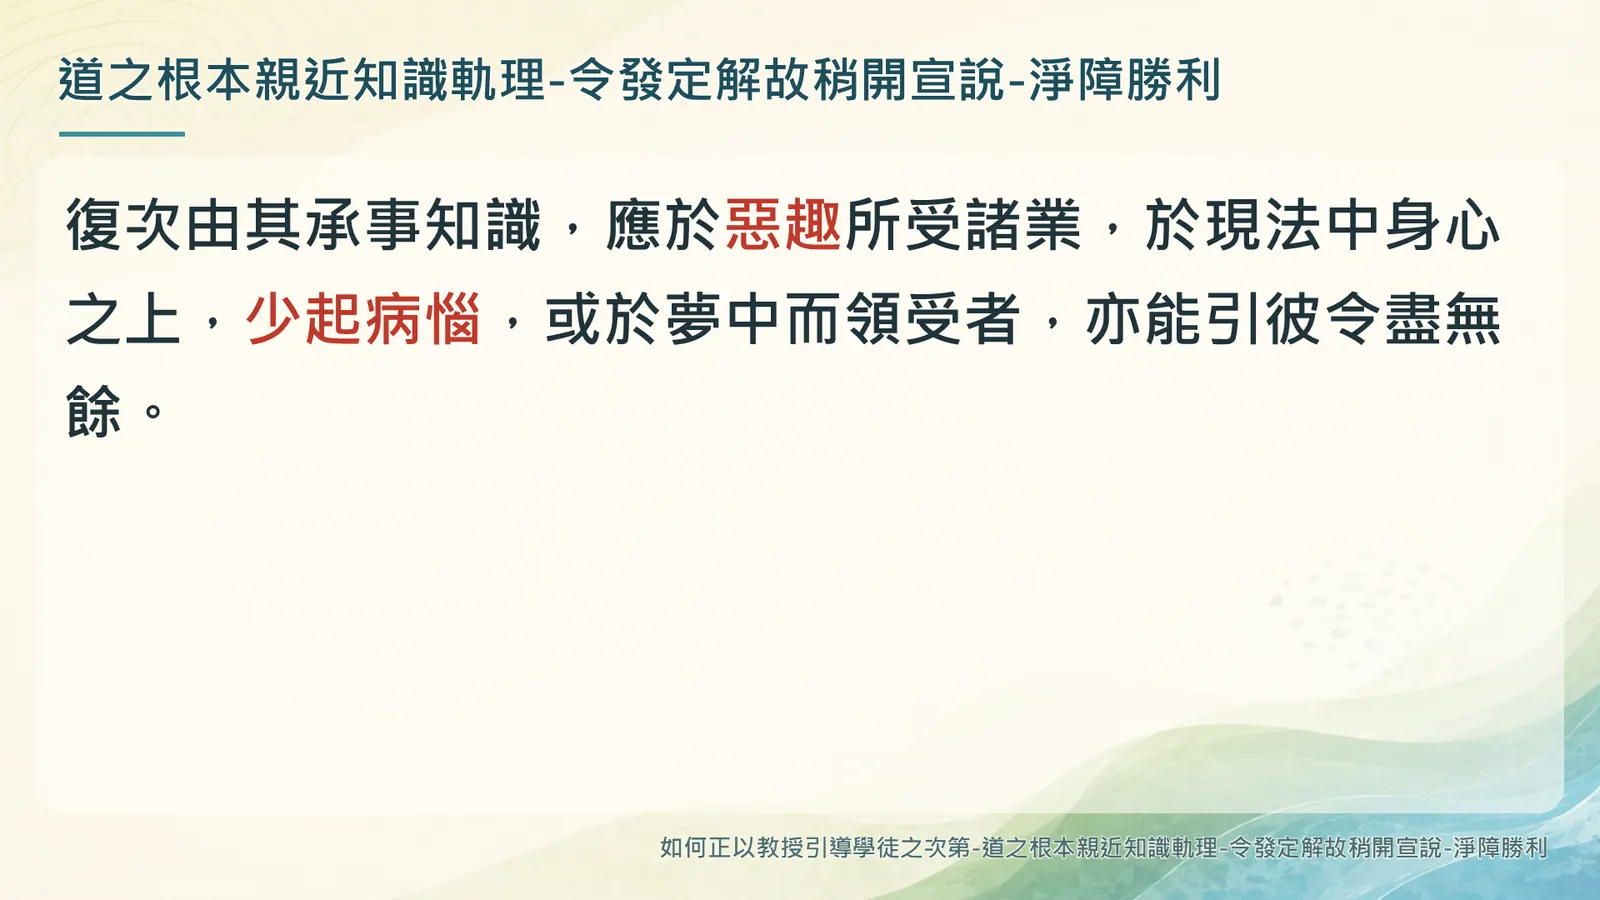 道之根本親近知識軌理-令發定解故稍開宣說-淨障勝利
復次由其承事知識，應於惡趣所受諸業，於現法中身心
之上，少起病惱，或於夢中而領受者，亦能引彼令盡無
餘。
如何正以教授引導學徒之次第-道之根本親近知識軌理-令發定解故稍開宣說-淨障勝利